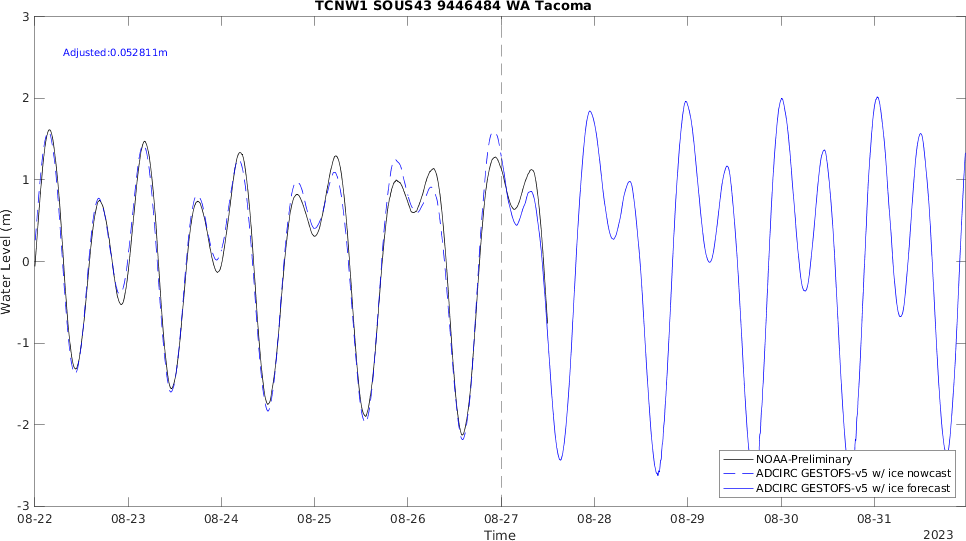 TCNW1 SOUS43 9446484 WA Tacoma
Adjusted:0.052811m
3
2
1
0
-1
-2
-3
Water Level (m)
NOAA-Preliminary
ADCIRC GESTOFS-v5 w/ ice nowcast
ADCIRC GESTOFS-v5 w/ ice forecast
08-22 08-23 08-24 08-25 08-26 08-27 08-28 08-29 08-30 08-31
Time
2023